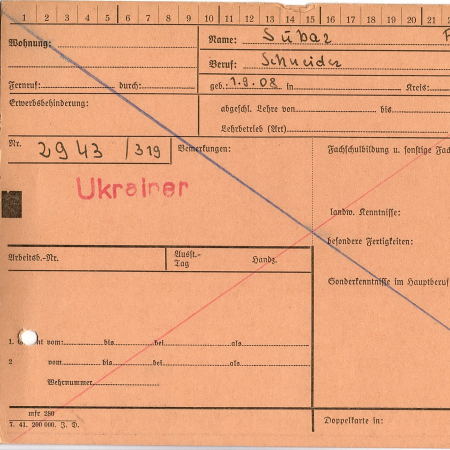 1 2 3 4 5 6 7 8 9 10 11 12 13 14 15 16 17 18 19 20 21
Wohnung: Name: Subar
Beruf: Schneider
Fernruf: durch: geb.: 1.9.08 in Kreis:
Erwerbsbehinderung: abgeschl. Lehre von bis
Lehrbetrieb (Art)
Nr. 2943/319 Bemerkungen: Fachschulbildung u. sonstige Fac
Ukrainer
landw. Kenntnisse:
besondere Fertigkeiten:
Arbeitsb.-Nr. Ausst.-Tag Handz.
Sonderkenntnisse im Hauptberuf
1. vom: bis bei als
2 vom bis bei als
Wehrnummer
mfr 280
7. 41. 200 000. J. D.
Doppelkarte in: